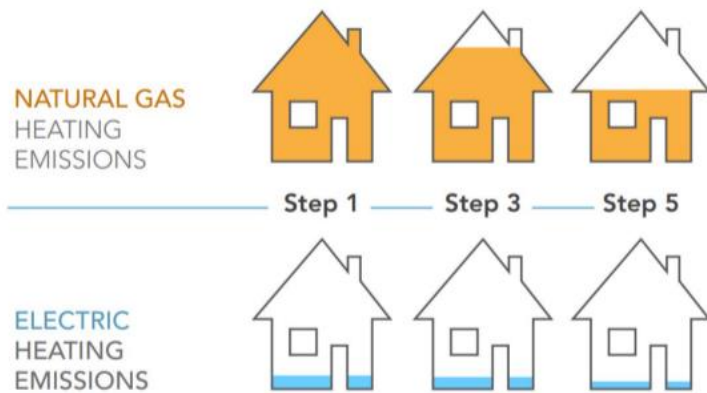 NATURAL GAS
HEATING
EMISSIONS
Step 1 Step 3 Step 5
ELECTRIC
HEATING
EMISSIONS